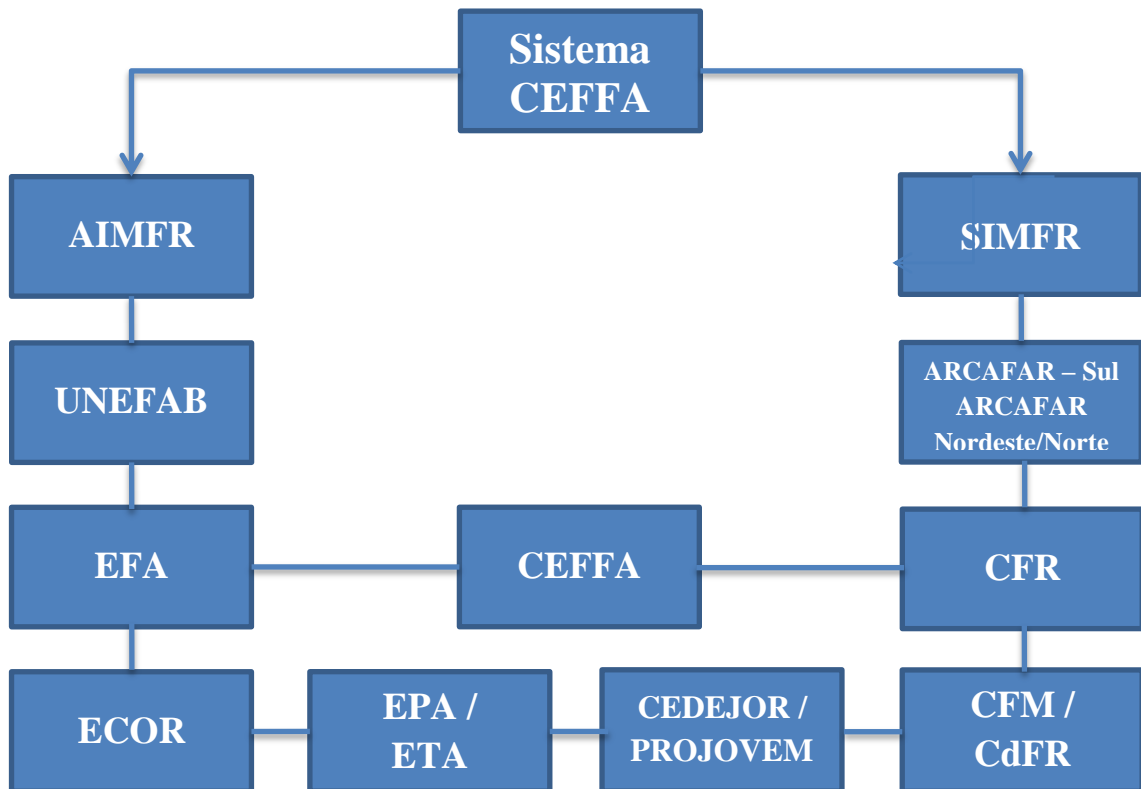 Sistema
CEFFA
AIMFR
SIMFR
UNEFAB
ARCAFAR – Sul
ARCAFAR
Nordeste/Norte
EFA
CEFFA
CFR
ECOR
EPA /
ETA
CEDEJOR /
PROJOVEM
CFM /
CdFR